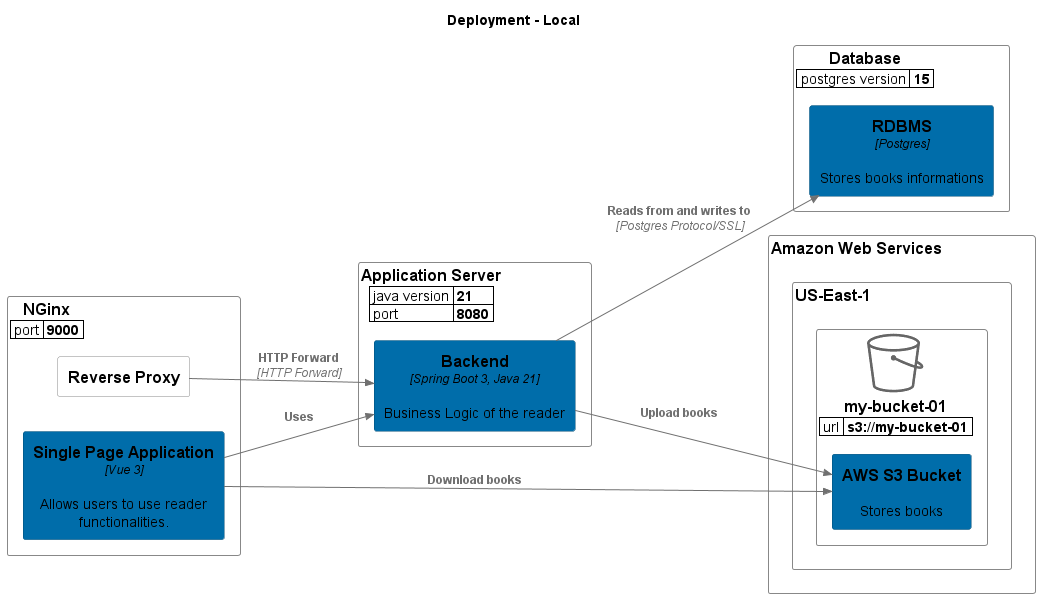 Deployment - Local
Database
postgres version 15
RDBMS
[Postgres]
Stores books informations
Reads from and writes to
[Postgres Protocol/SSL]
Amazon Web Services
US-East-1
my-bucket-01
url s3://my-bucket-01
AWS S3 Bucket
Stores books
Application Server
java version 21
port 8080
Backend
[Spring Boot 3, Java 21]
Business Logic of the reader
NGinx
port 9000
Reverse Proxy
HTTP Forward
[HTTP Forward]
Uses
Upload books
Single Page Application
[Vue 3]
Allows users to use reader
functionalities.
Download books